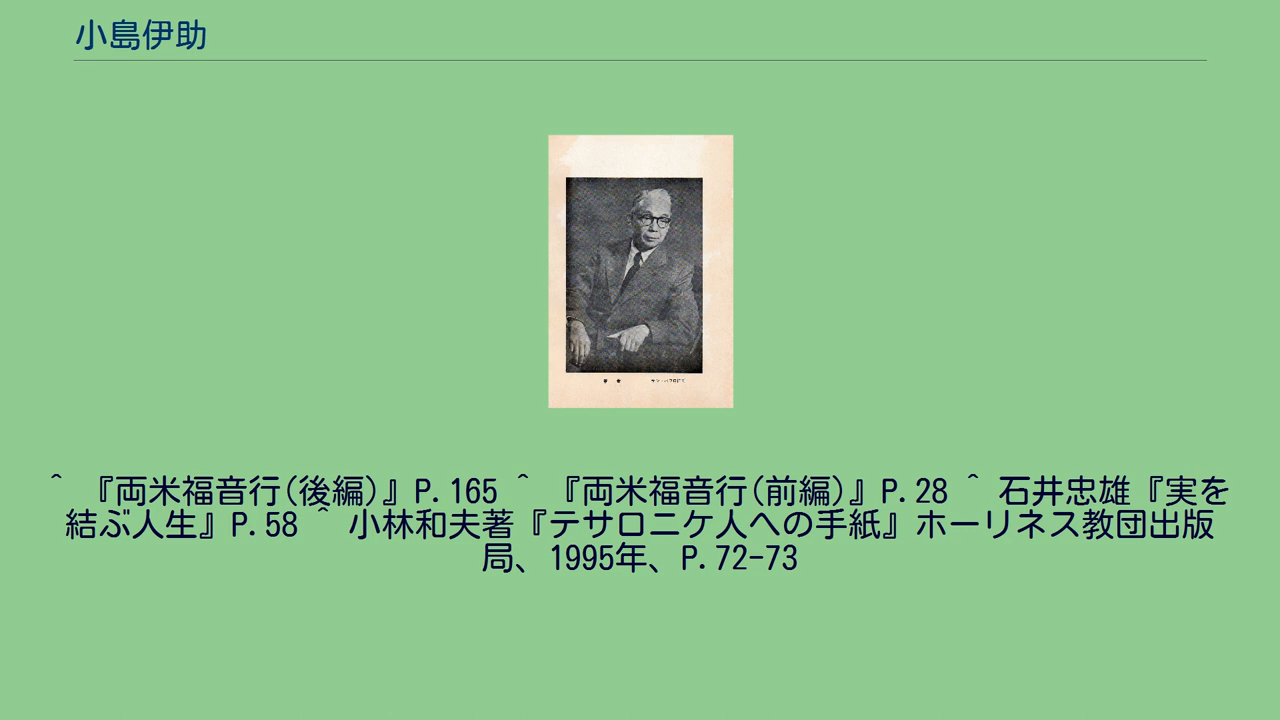 小島伊助
^ 『両米福音行(後編)』P.165 ^ 『両米福音行(前編)』P.28 ^ 石井忠雄『実を
結ぶ人生』P.58 ^ 小林和夫著『テサロニケ人への手紙』ホーリネス教団出版
局、1995年、P.72-73